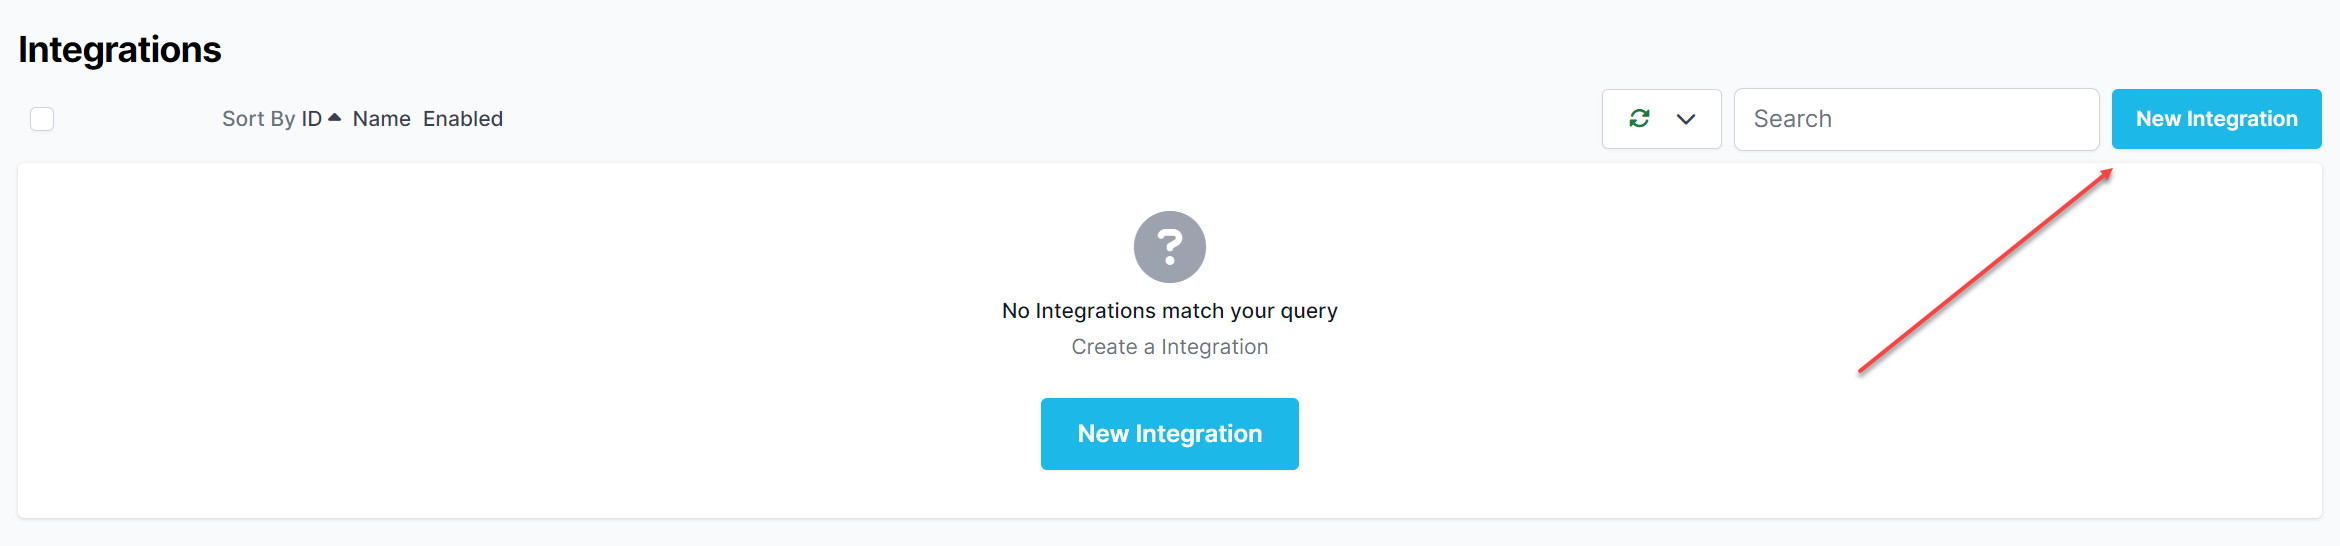 Integrations
Sort By ID Name Enabled
Search
New Integration
No Integrations match your query
Create a Integration
New Integration